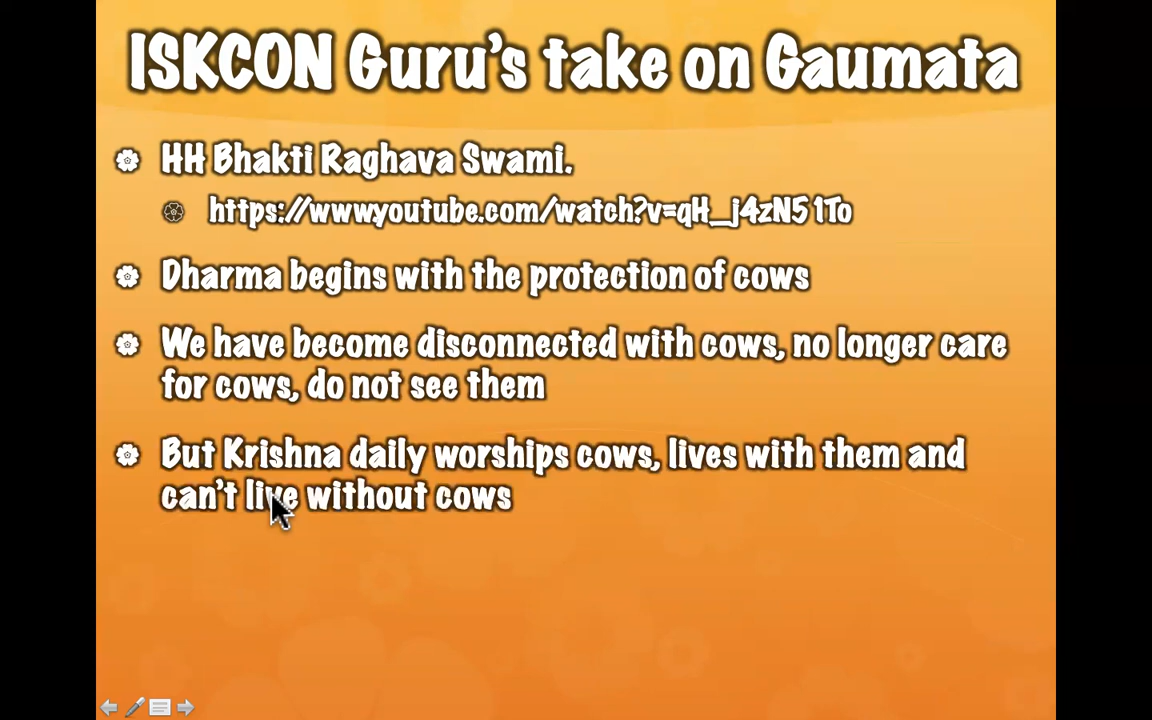 ISKCON Guru's take on Gaumata
HH Bhakti Raghava Swami.
https://wwwyoutube.com/watch?v=qH_j4zN51To
Dharma begins with the protection of cows
We have become disconnected with cows, no longer care
for cows, do not see them
But Krishna daily worships cows, lives with them and
can't live without cows